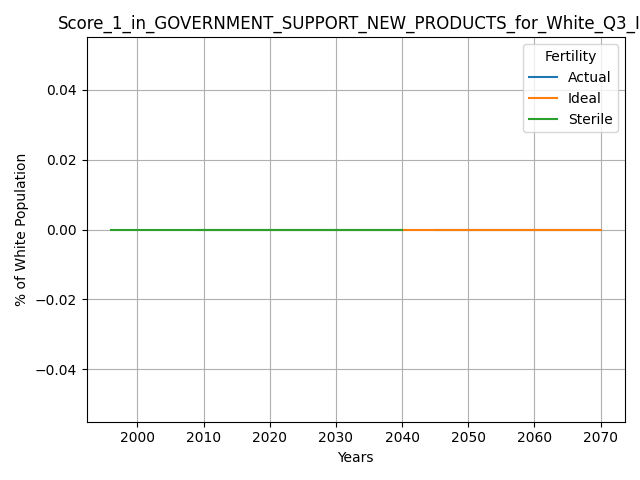 Score_1_in_GOVERNMENT_SUPPORT_NEW_PRODUCTS_for_White_Q3_I
Fertility
Actual
Ideal
Sterile
% of White Population
0.04
0.02
0.00
−0.02
−0.04
2000 2010 2020 2030 2040 2050 2060 2070
Years